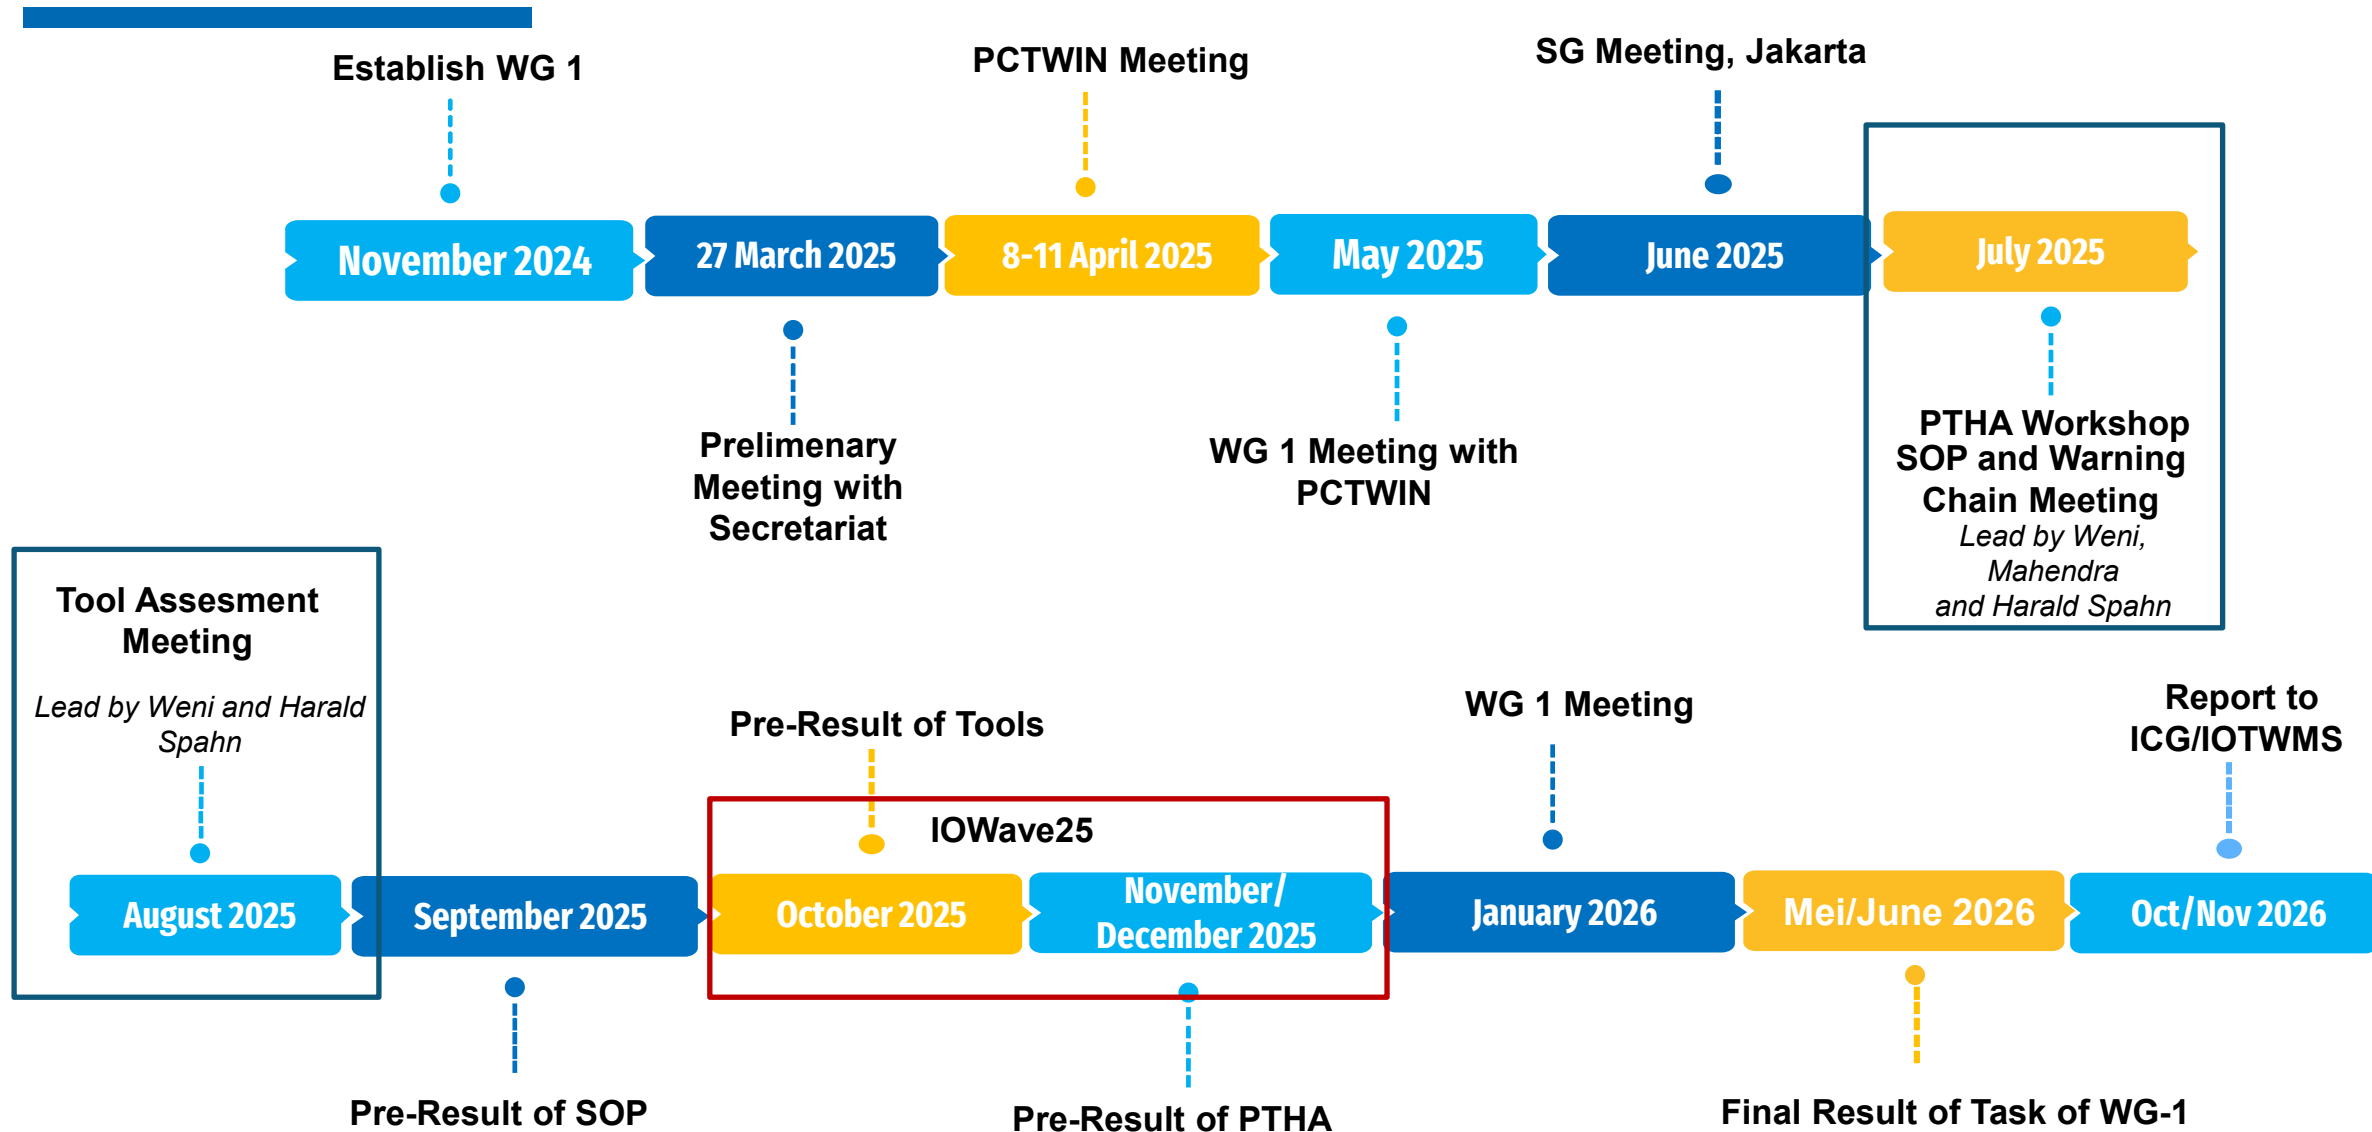 Establish WG 1
PCTWIN Meeting
SG Meeting, Jakarta
November 2024
27 March 2025
8-11 April 2025
May 2025
June 2025
July 2025
Prelimenary
Meeting with
Secretariat
WG 1 Meeting with
PCTWIN
PTHA Workshop
SOP and Warning
Chain Meeting
Lead by Weni,
Mahendra
and Harald Spahn
Tool Assesment
Meeting
Lead by Weni and Harald
Spahn
Pre-Result of Tools
IOWave25
WG 1 Meeting
Report to
ICG/IOTWMS
August 2025
September 2025
October 2025
November/
December 2025
January 2026
Mei/June 2026
Oct/Nov 2026
Pre-Result of SOP
Pre-Result of PTHA
Final Result of Task of WG-1